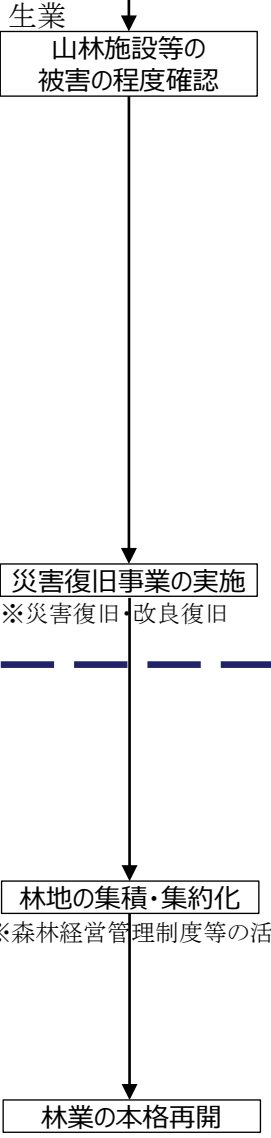 生業
山林施設等の
被害の程度確認
災害復旧事業の実施
※災害復旧・改良復旧
林地の集積・集約化
※森林経営管理制度等の活
林業の本格再開